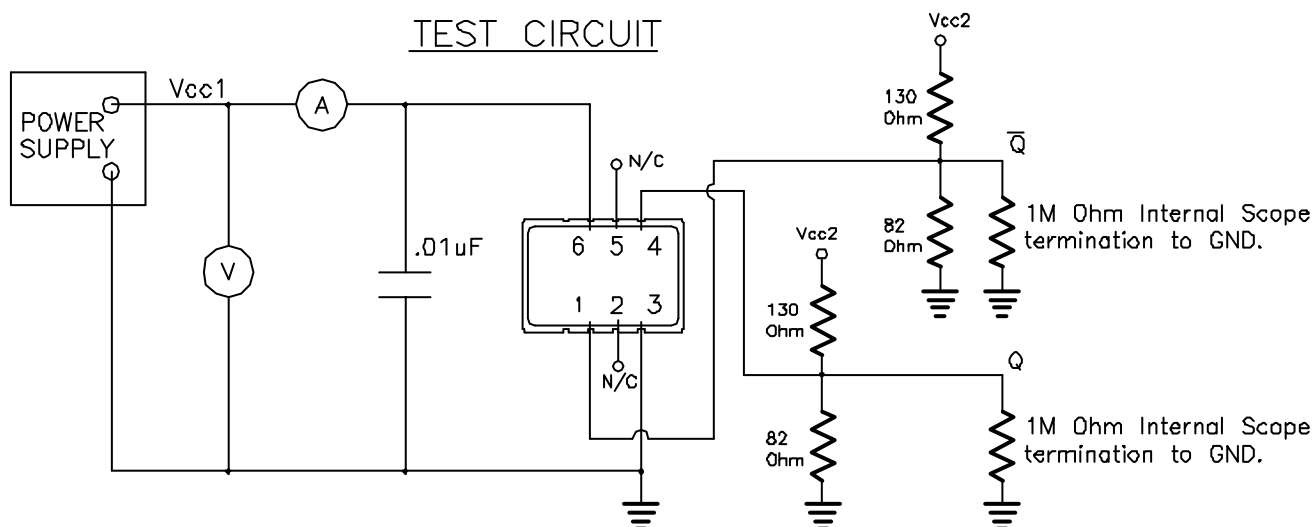 TEST CIRCUIT
Vcc2
Vcc1
A
130
Ohm
POWER
SUPPLY
Q̅
N/C
6 5 4
82
Ohm
1M Ohm Internal Scope
termination to GND.
Vcc2
.01uF
V
1 2 3
130
Ohm
N/C
Q
82
Ohm
1M Ohm Internal Scope
termination to GND.